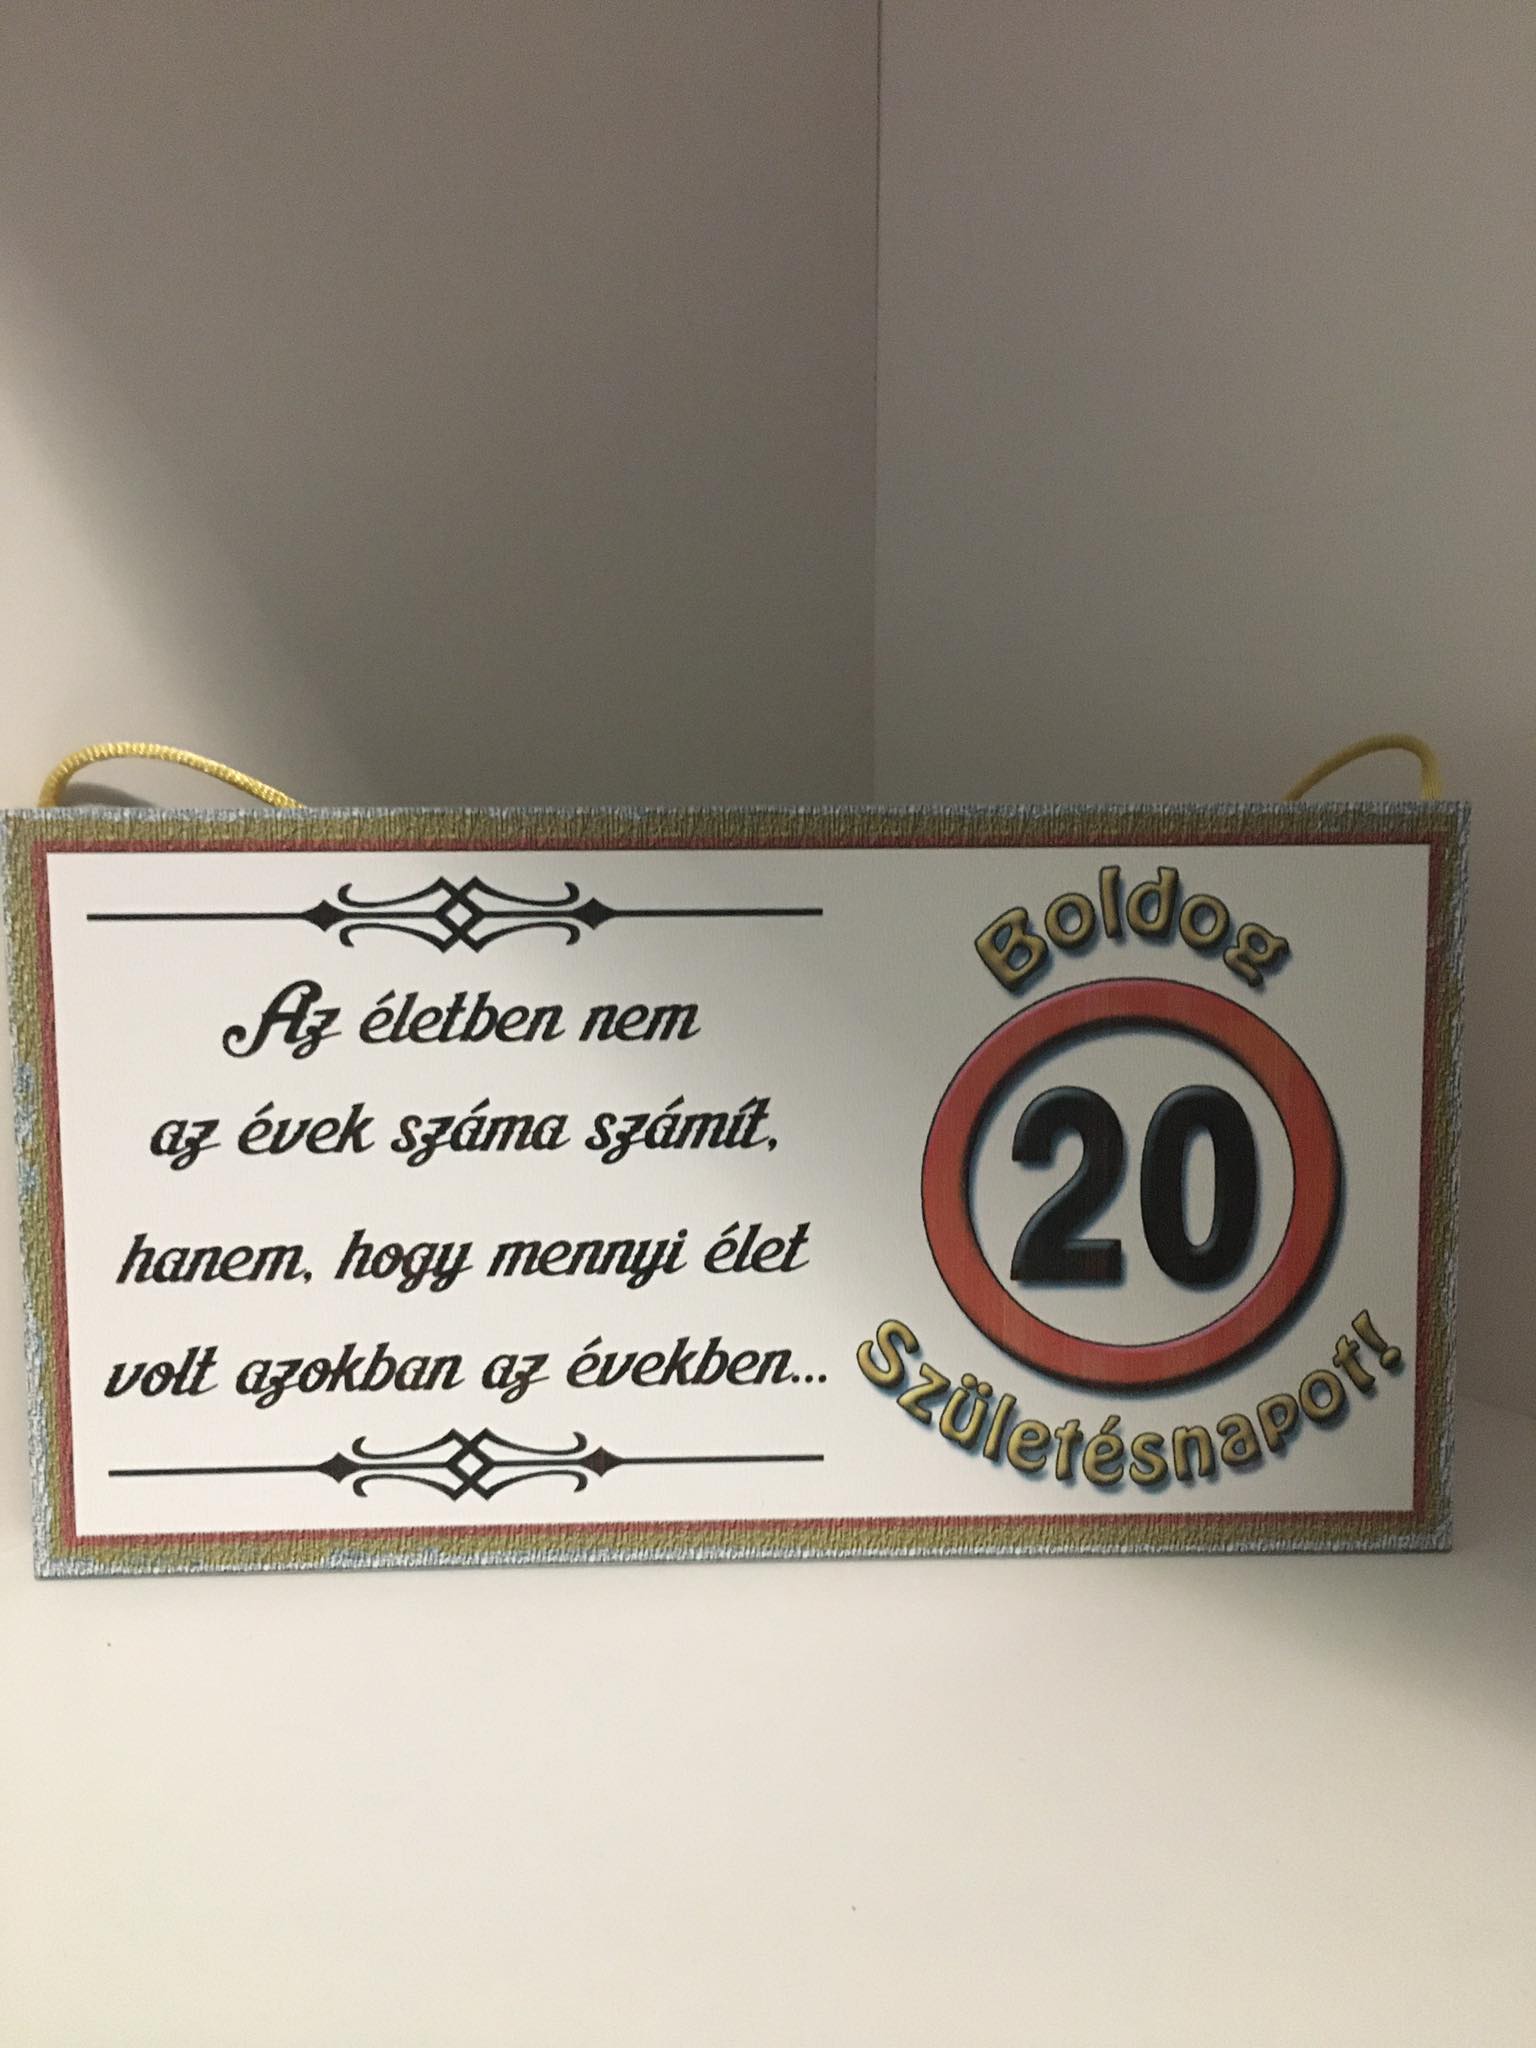 Az életben nem
az évek száma számít,
hanem, hogy mennyi élet
volt azokban az években...
Boldog
20
Születésnapot!